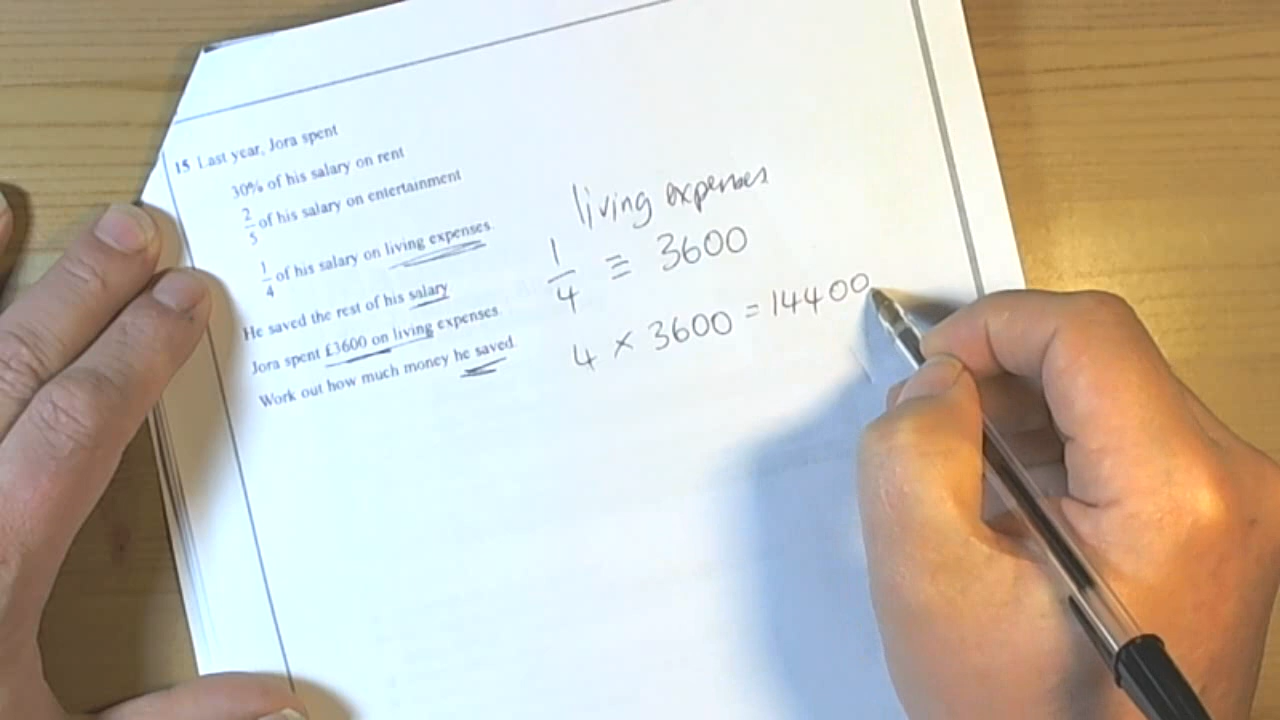 15 Last year, Jora spent
30% of his salary on rent
2/5 of his salary on entertainment
1/4 of his salary on living expenses.
He saved the rest of his salary
Jora spent £3600 on living expenses.
Work out how much money he saved.
living expenses
1/4 ≡ 3600
4 × 3600 = 14400